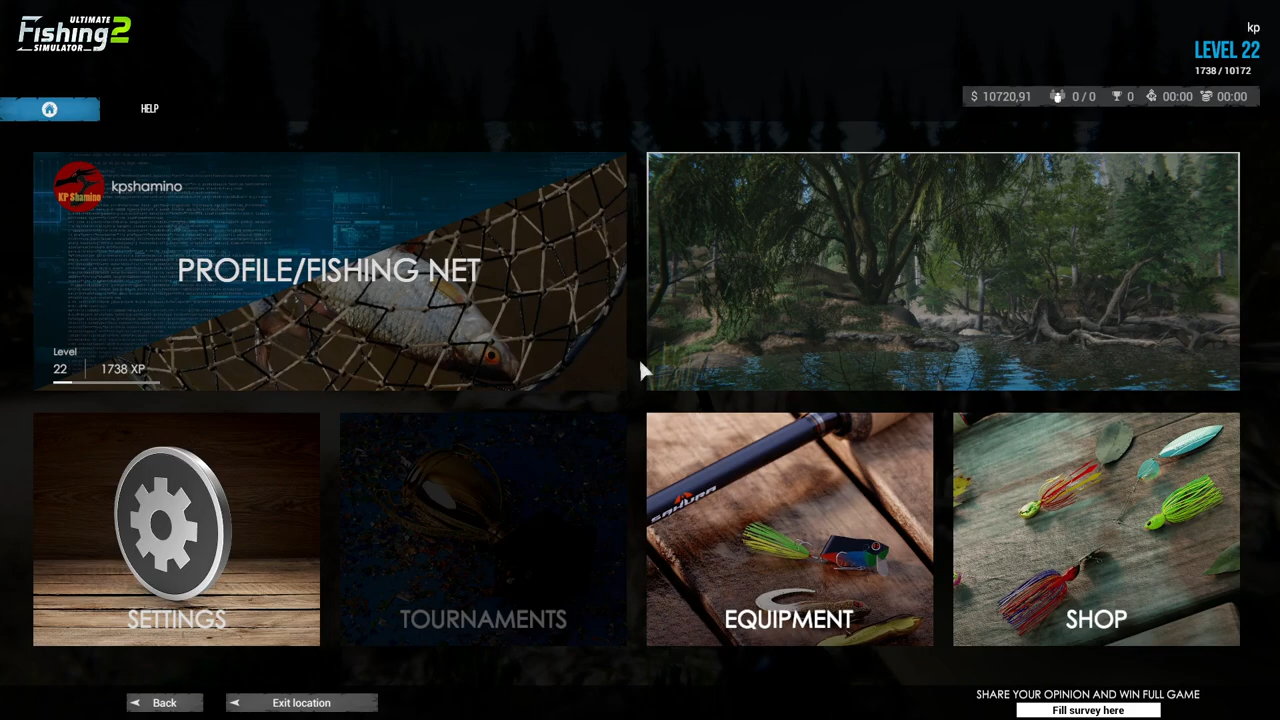 ULTIMATE
Fishing 2
SIMULATOR
kp
LEVEL 22
1738 / 10172
$ 10720,91 0 / 0 0 00:00 00:00
HELP
KP Shamino
kpshamino
PROFILE/FISHING NET
Level
22 1738 XP
SAKURA
SETTINGS
TOURNAMENTS
EQUIPMENT
SHOP
Back
Exit location
SHARE YOUR OPINION AND WIN FULL GAME
Fill survey here